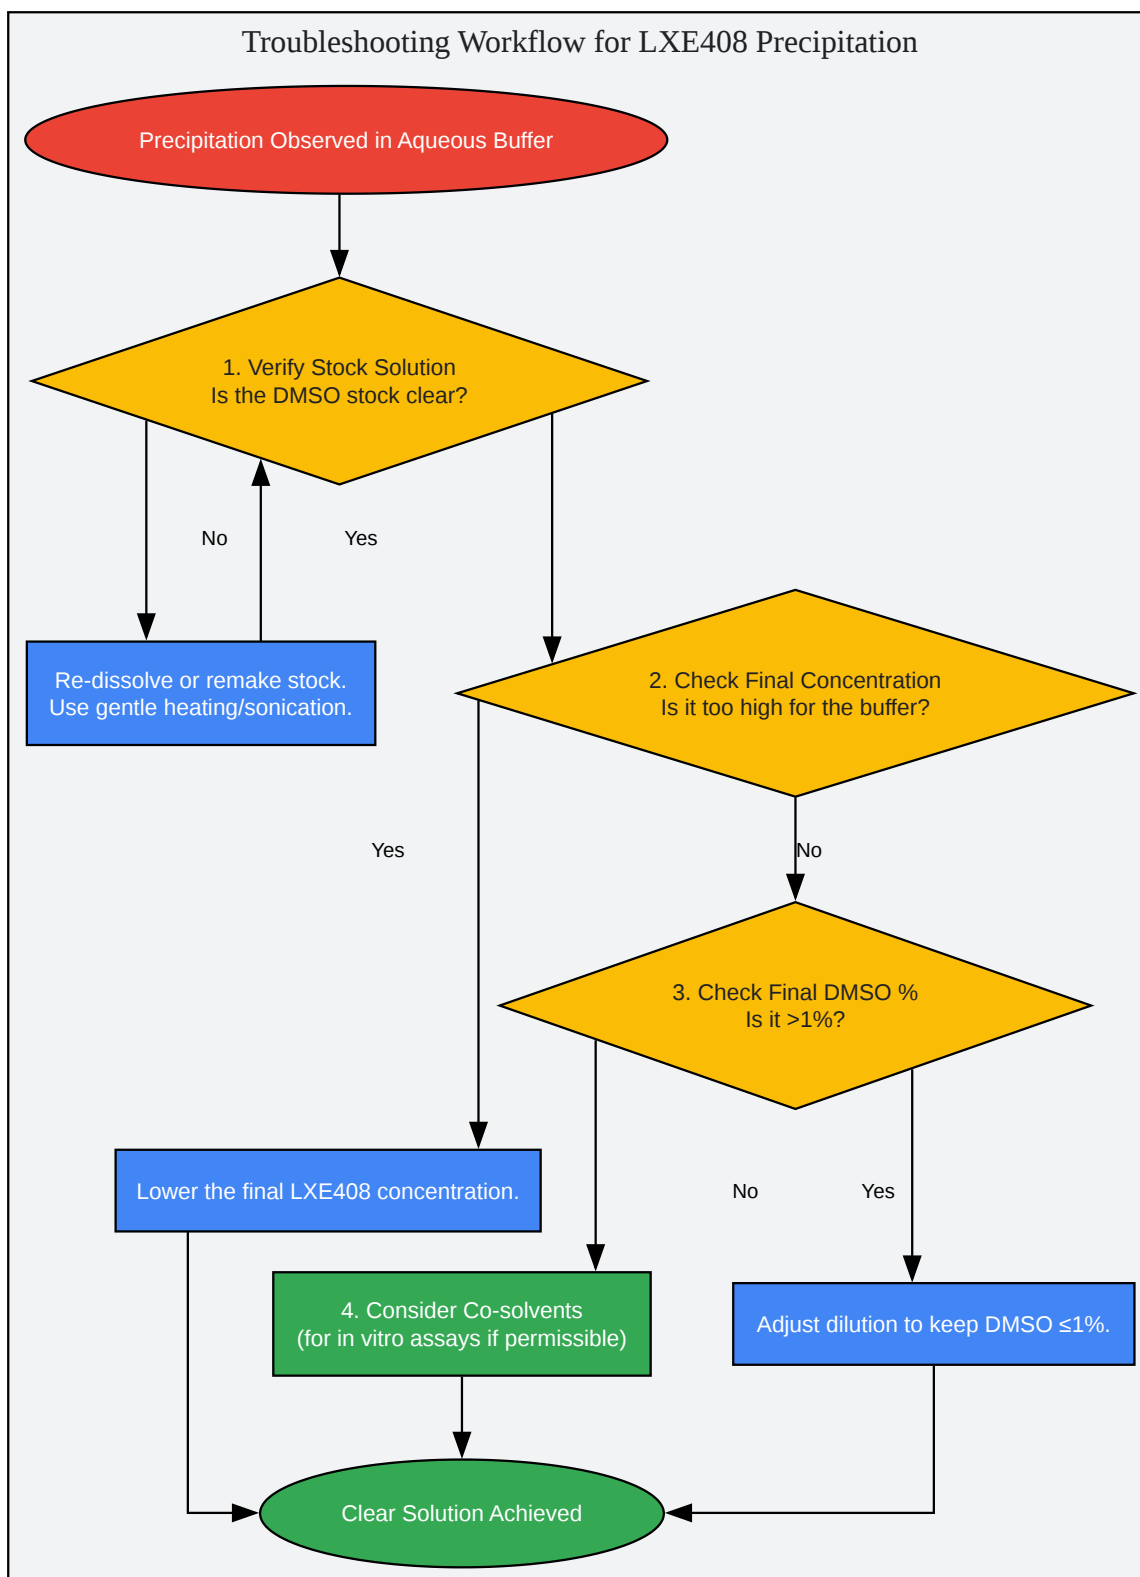 Troubleshooting Workflow for LXE408 Precipitation
Precipitation Observed in Aqueous Buffer
1. Verify Stock Solution
Is the DMSO stock clear?
No
Yes
Re-dissolve or remake stock.
Use gentle heating/sonication.
2. Check Final Concentration
Is it too high for the buffer?
Yes
No
3. Check Final DMSO %
Is it >1%?
Lower the final LXE408 concentration.
No
Yes
4. Consider Co-solvents
(for in vitro assays if permissible)
Adjust dilution to keep DMSO ≤1%.
Clear Solution Achieved